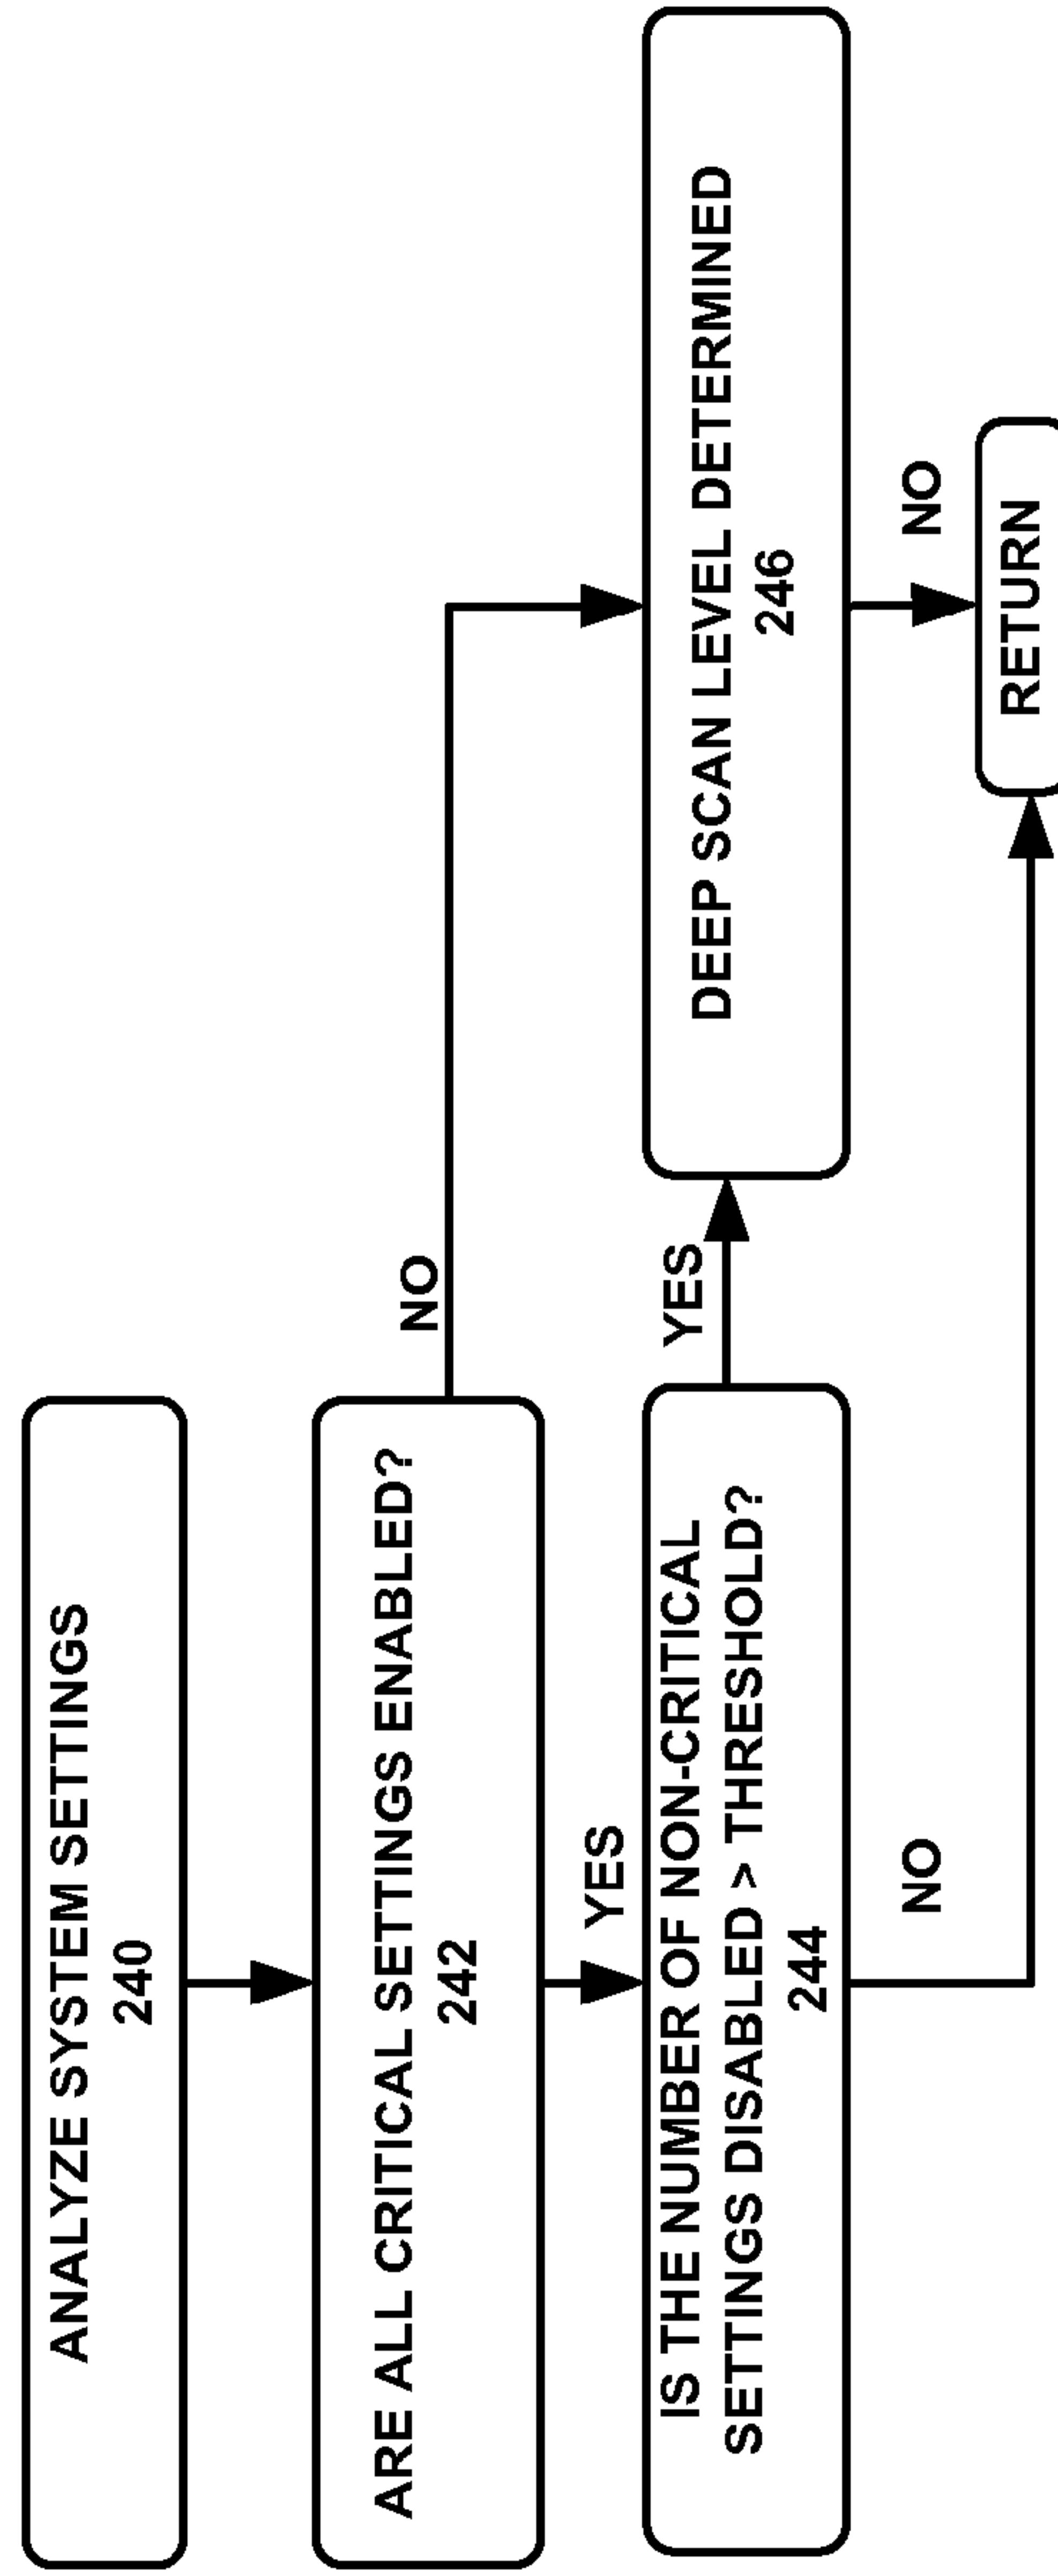 ANALYZE SYSTEM SETTINGS
240
ARE ALL CRITICAL SETTINGS ENABLED?
242
NO
YES
IS THE NUMBER OF NON-CRITICAL
SETTINGS DISABLED > THRESHOLD?
244
YES
DEEP SCAN LEVEL DETERMINED
246
NO
NO
RETURN